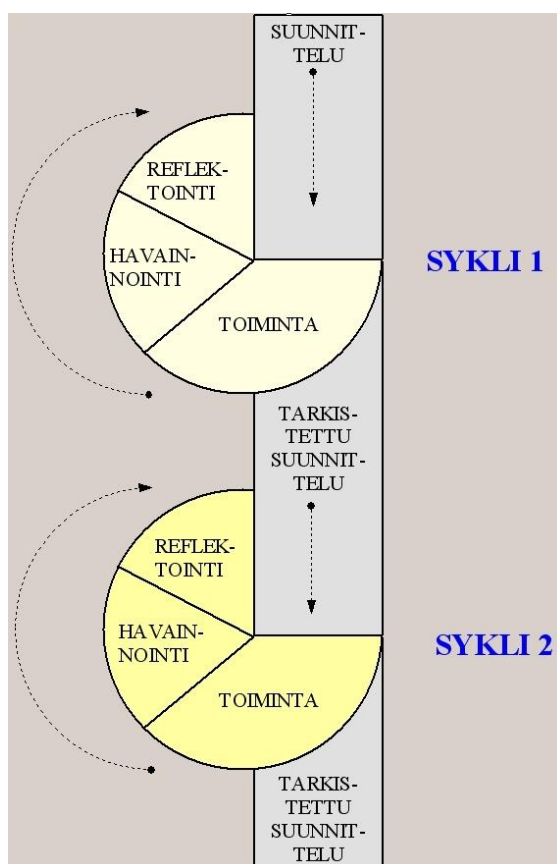 SUUNNIT-
TELU
REFLEK-
TOINTI
HAVAIN-
NOINTI
SYKLI 1
TOIMINTA
TARKIS-
TETTU
SUUNNIT-
TELU
REFLEK-
TOINTI
HAVAIN-
NOINTI
SYKLI 2
TOIMINTA
TARKIS-
TETTU
SUUNNIT-
TELU